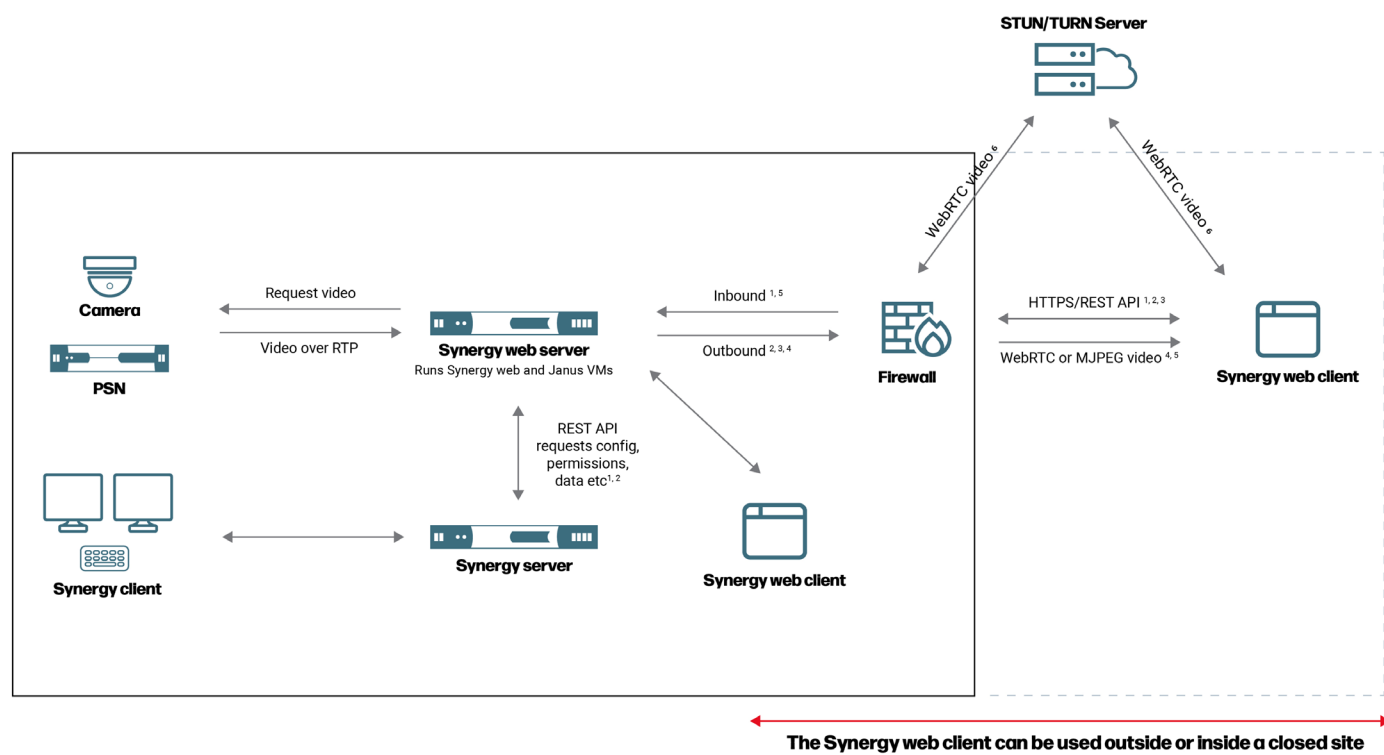 STUN/TURN Server
WebRTC video ⁶
WebRTC video ⁶
Camera
Request video
Video over RTP
PSN
Synergy web server
Runs Synergy web and Janus VMs
Inbound ¹, ⁵
Outbound ², ³, ⁴
Firewall
HTTPS/REST API ¹, ², ³
WebRTC or MJPEG video ⁴, ⁵
Synergy web client
REST API
requests config,
permissions,
data etc¹, ²
Synergy client
Synergy server
Synergy web client
The Synergy web client can be used outside or inside a closed site